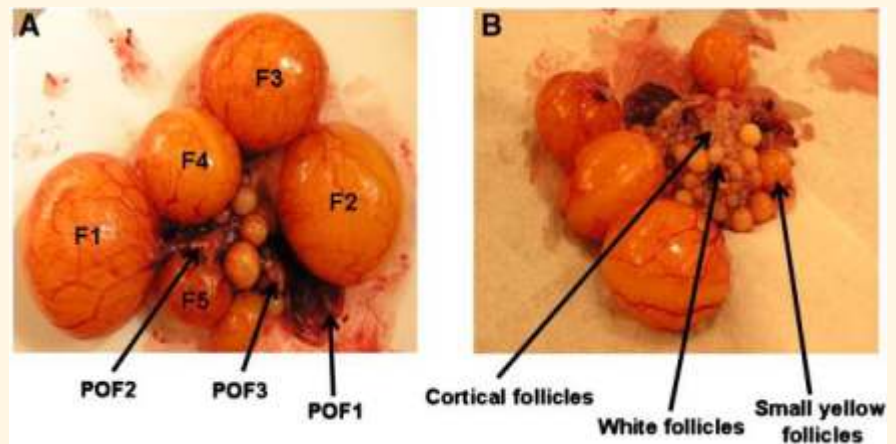 A
B
F3
F4
F2
F1
F5
POF2
POF3
POF1
Cortical follicles
White follicles
Small yellow
follicles